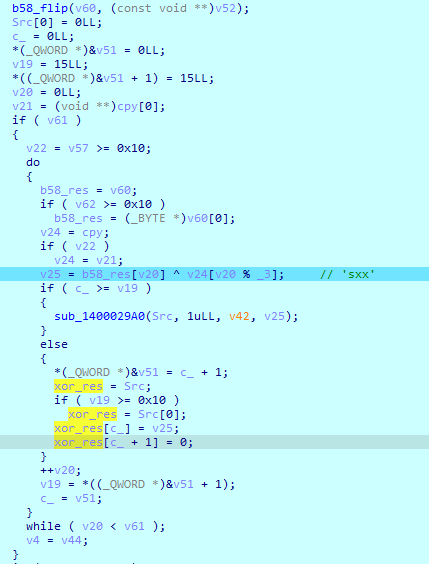 b58_flip(v60, (const void **)v52);
Src[0] = 0LL;
c_ = 0LL;
*(_QWORD *)&v51 = 0LL;
v19 = 15LL;
*((_QWORD *)&v51 + 1) = 15LL;
v20 = 0LL;
v21 = (void **)cpy[0];
if ( v61 )
{
  v22 = v57 >= 0x10;
  do
  {
    b58_res = v60;
    if ( v62 >= 0x10 )
      b58_res = (_BYTE *)v60[0];
    v24 = cpy;
    if ( v22 )
      v24 = v21;
    v25 = b58_res[v20] ^ v24[v20 % _3];     // 'sxx'
    if ( c_ >= v19 )
    {
      sub_1400029A0(Src, 1uLL, v42, v25);
    }
    else
    {
      *(_QWORD *)&v51 = c_ + 1;
      xor_res = Src;
      if ( v19 >= 0x10 )
        xor_res = Src[0];
      xor_res[c_] = v25;
      xor_res[c_ + 1] = 0;
    }
    ++v20;
    v19 = *((_QWORD *)&v51 + 1);
    c_ = v51;
  }
  while ( v20 < v61 );
  v4 = v44;
}